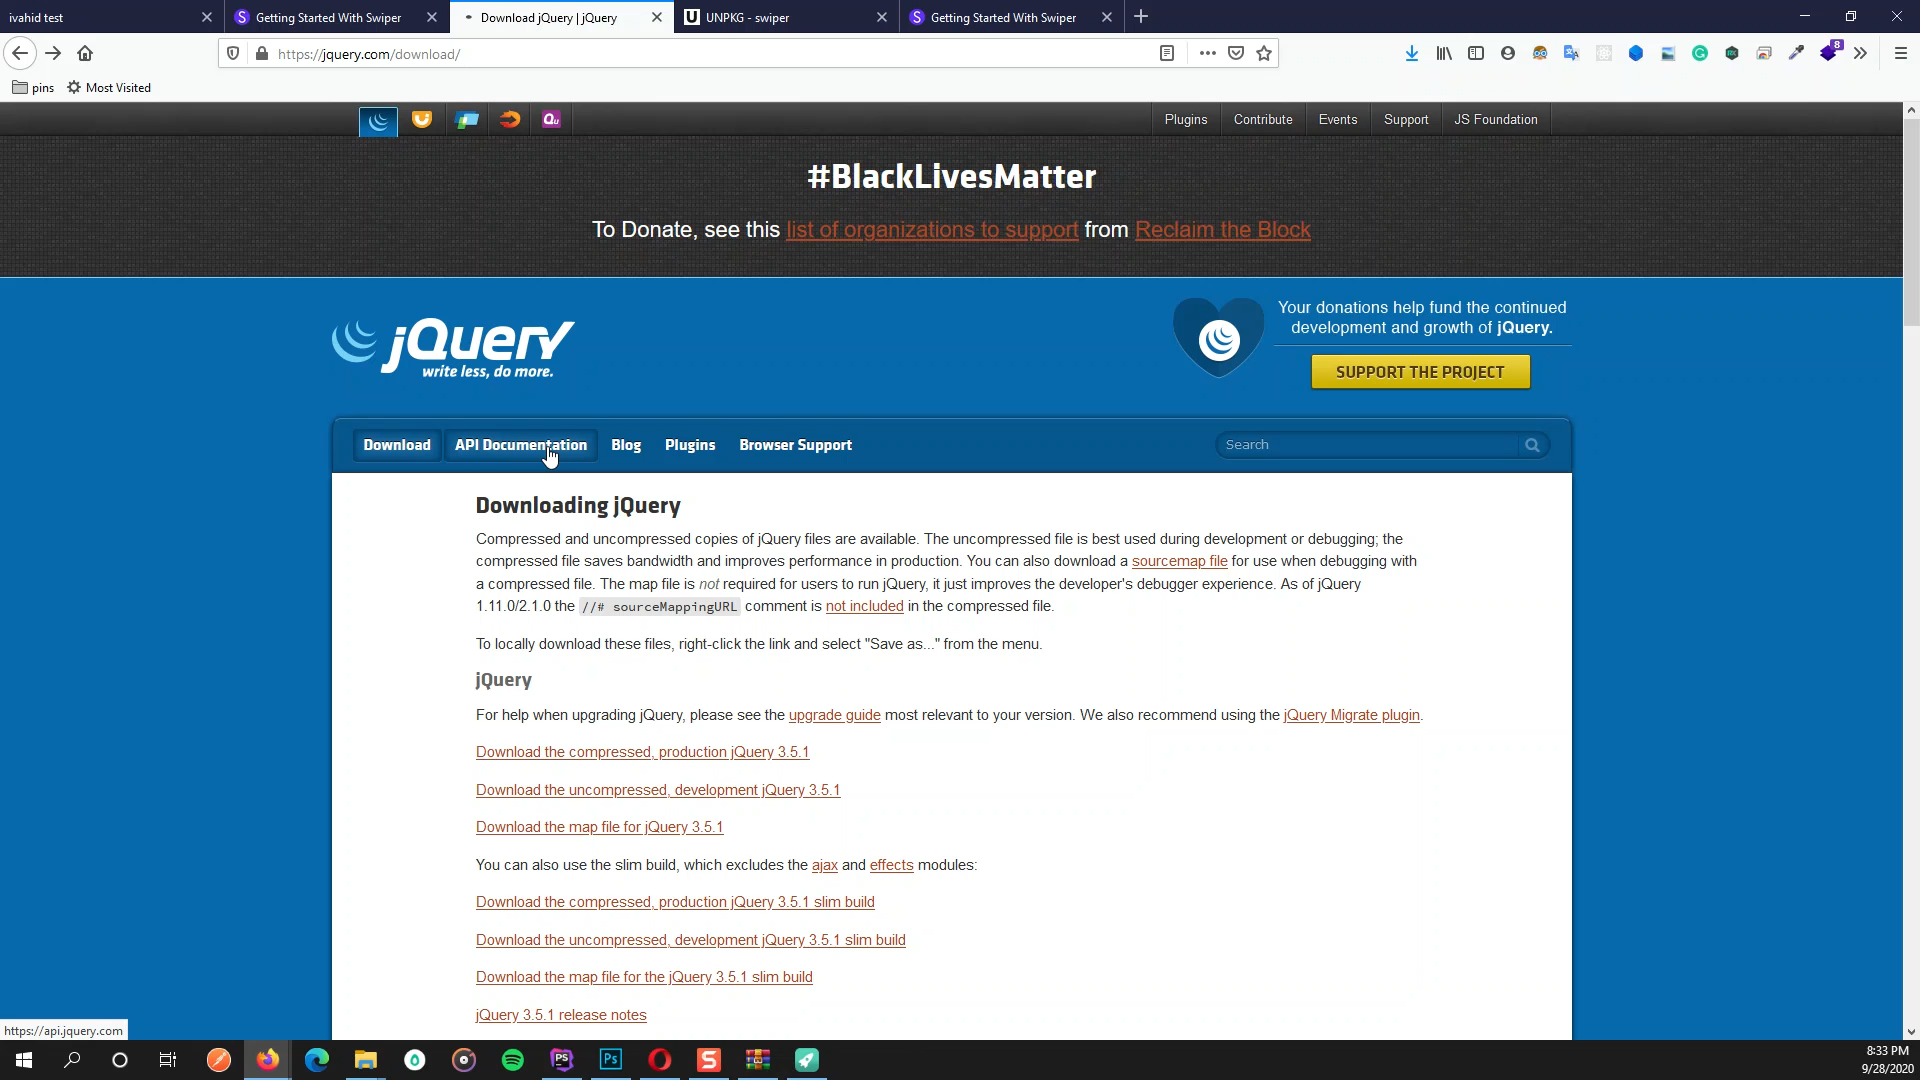 ivahid test
Getting Started With Swiper
Download jQuery | jQuery
UNPKG - swiper
Getting Started With Swiper
https://jquery.com/download/
8
pins
Most Visited
Plugins
Contribute
Events
Support
JS Foundation
#BlackLivesMatter
To Donate, see this list of organizations to support from Reclaim the Block
jQuery
write less, do more.
Your donations help fund the continued
development and growth of jQuery.
SUPPORT THE PROJECT
Download
API Documentation
Blog
Plugins
Browser Support
Search
Downloading jQuery
Compressed and uncompressed copies of jQuery files are available. The uncompressed file is best used during development or debugging; the
compressed file saves bandwidth and improves performance in production. You can also download a sourcemap file for use when debugging with
a compressed file. The map file is not required for users to run jQuery, it just improves the developer's debugger experience. As of jQuery
1.11.0/2.1.0 the //# sourceMappingURL comment is not included in the compressed file.
To locally download these files, right-click the link and select "Save as..." from the menu.
jQuery
For help when upgrading jQuery, please see the upgrade guide most relevant to your version. We also recommend using the jQuery Migrate plugin.
Download the compressed, production jQuery 3.5.1
Download the uncompressed, development jQuery 3.5.1
Download the map file for jQuery 3.5.1
You can also use the slim build, which excludes the ajax and effects modules:
Download the compressed, production jQuery 3.5.1 slim build
Download the uncompressed, development jQuery 3.5.1 slim build
Download the map file for the jQuery 3.5.1 slim build
jQuery 3.5.1 release notes
https://api.jquery.com
8:33 PM
9/28/2020